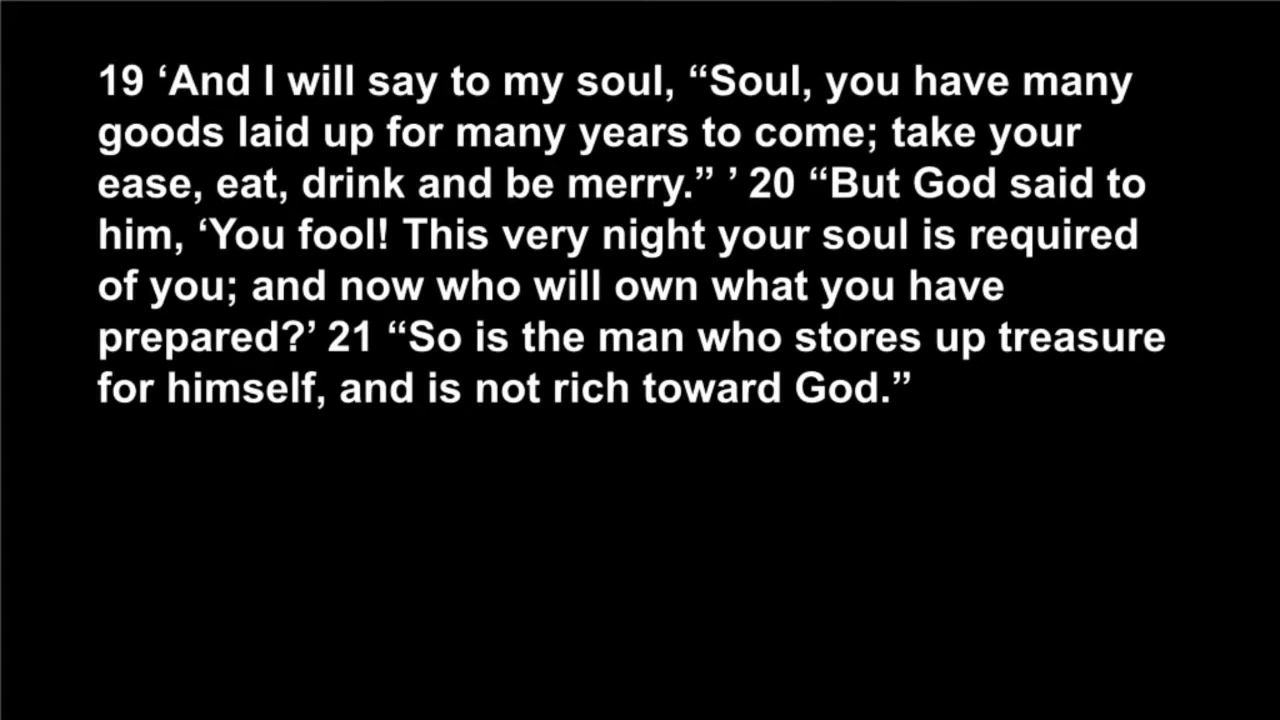 19 ‘And I will say to my soul, “Soul, you have many
goods laid up for many years to come; take your
ease, eat, drink and be merry.” ’ 20 “But God said to
him, ‘You fool! This very night your soul is required
of you; and now who will own what you have
prepared?’ 21 “So is the man who stores up treasure
for himself, and is not rich toward God.”